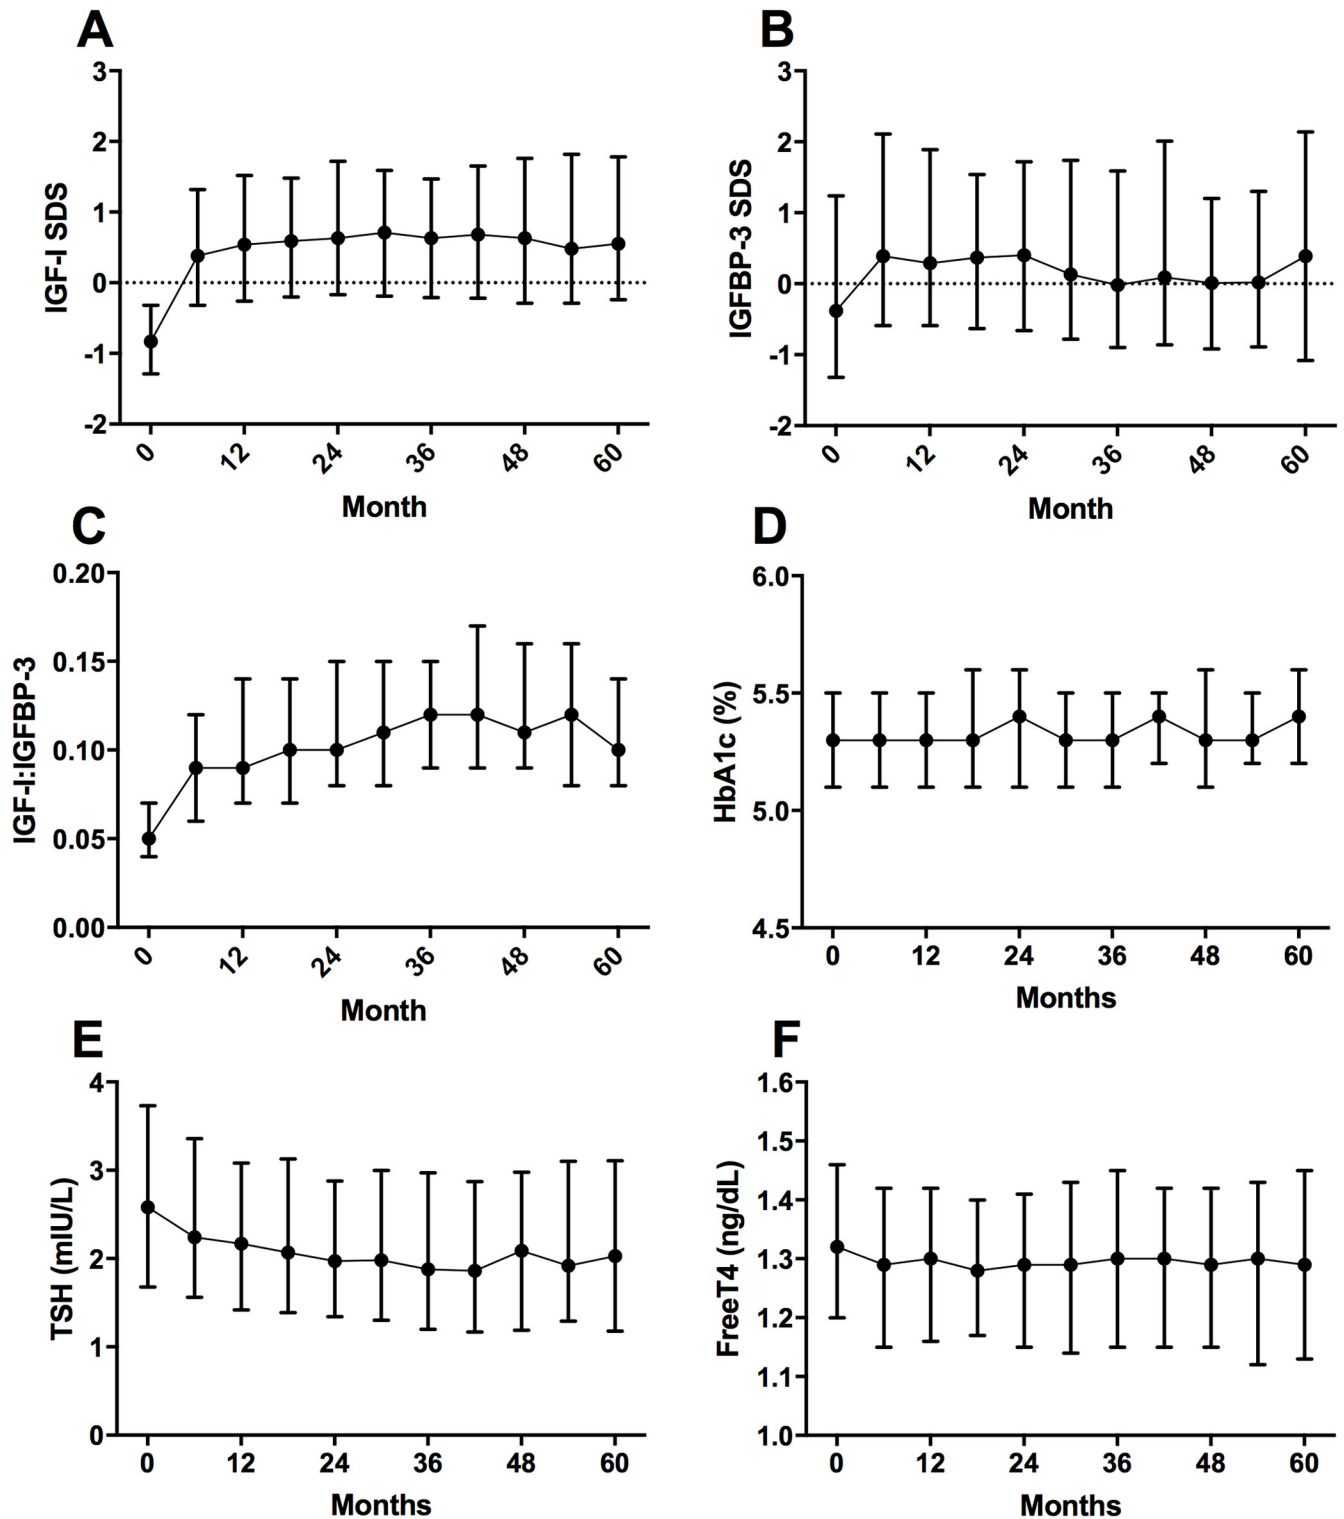 A
IGF-I SDS
3
2
1
0
-1
-2
0 12 24 36 48 60
Month
B
IGFBP-3 SDS
3
2
1
0
-1
-2
0 12 24 36 48 60
Month
C
IGF-I:IGFBP-3
0.20
0.15
0.10
0.05
0.00
0 12 24 36 48 60
Month
D
HbA1c (%)
6.0
5.5
5.0
4.5
0 12 24 36 48 60
Months
E
TSH (mIU/L)
4
3
2
1
0
0 12 24 36 48 60
Months
F
FreeT4 (ng/dL)
1.6
1.5
1.4
1.3
1.2
1.1
1.0
0 12 24 36 48 60
Months